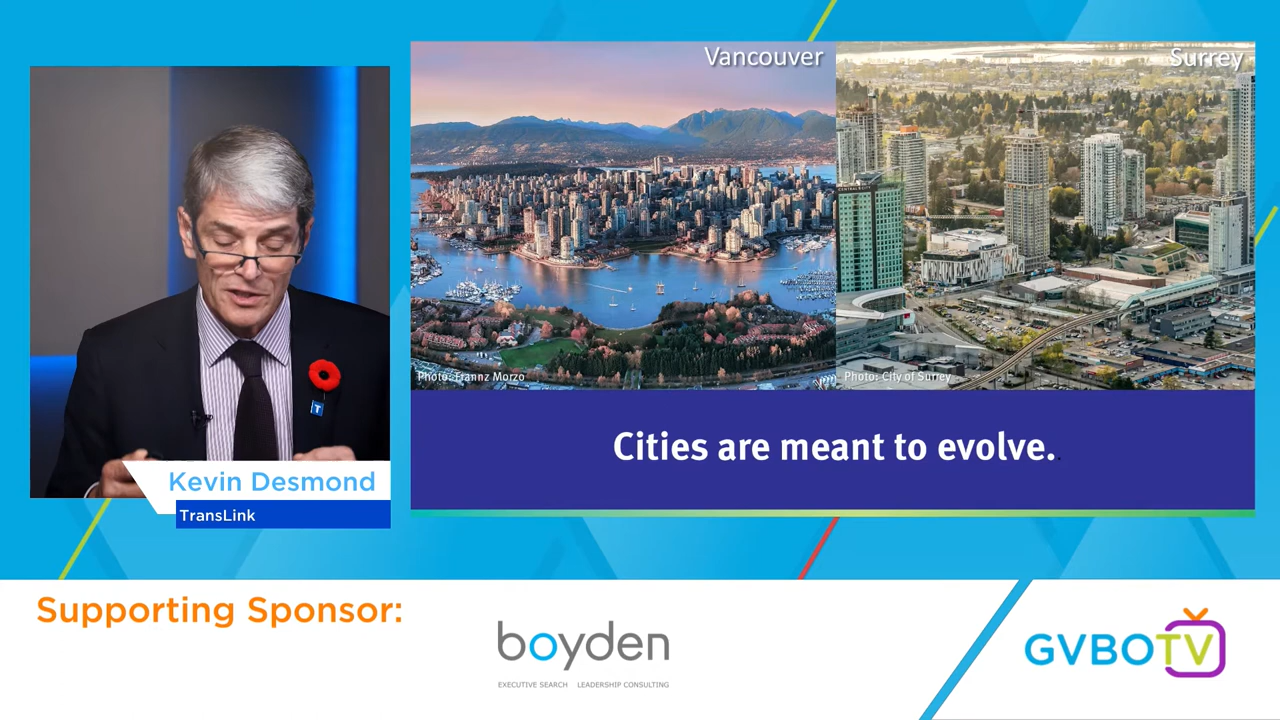 Vancouver
Surrey
Photo: Frannz Morzo
Photo: City of Surrey
Cities are meant to evolve.
T
Kevin Desmond
TransLink
Supporting Sponsor:
boyden
EXECUTIVE SEARCH LEADERSHIP CONSULTING
GVBOTV